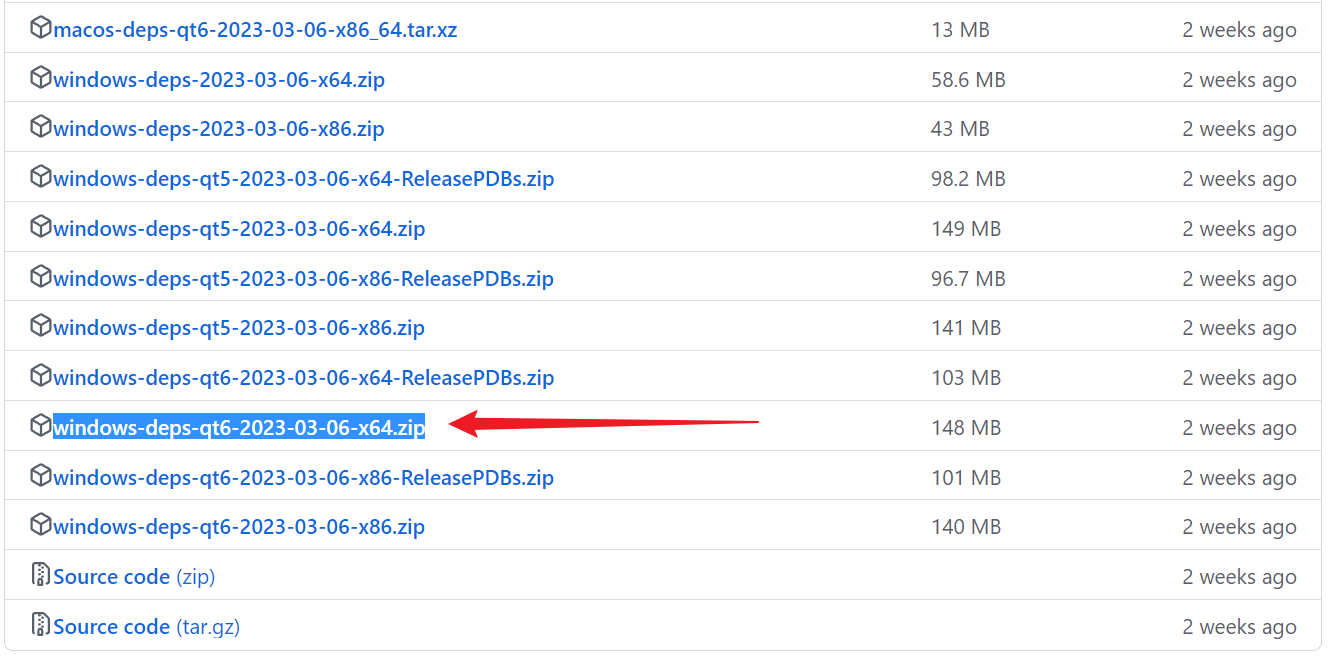 macos-deps-qt6-2023-03-06-x86_64.tar.xz 13 MB 2 weeks ago
windows-deps-2023-03-06-x64.zip 58.6 MB 2 weeks ago
windows-deps-2023-03-06-x86.zip 43 MB 2 weeks ago
windows-deps-qt5-2023-03-06-x64-ReleasePDBs.zip 98.2 MB 2 weeks ago
windows-deps-qt5-2023-03-06-x64.zip 149 MB 2 weeks ago
windows-deps-qt5-2023-03-06-x86-ReleasePDBs.zip 96.7 MB 2 weeks ago
windows-deps-qt5-2023-03-06-x86.zip 141 MB 2 weeks ago
windows-deps-qt6-2023-03-06-x64-ReleasePDBs.zip 103 MB 2 weeks ago
windows-deps-qt6-2023-03-06-x64.zip 148 MB 2 weeks ago
windows-deps-qt6-2023-03-06-x86-ReleasePDBs.zip 101 MB 2 weeks ago
windows-deps-qt6-2023-03-06-x86.zip 140 MB 2 weeks ago
Source code (zip) 2 weeks ago
Source code (tar.gz) 2 weeks ago